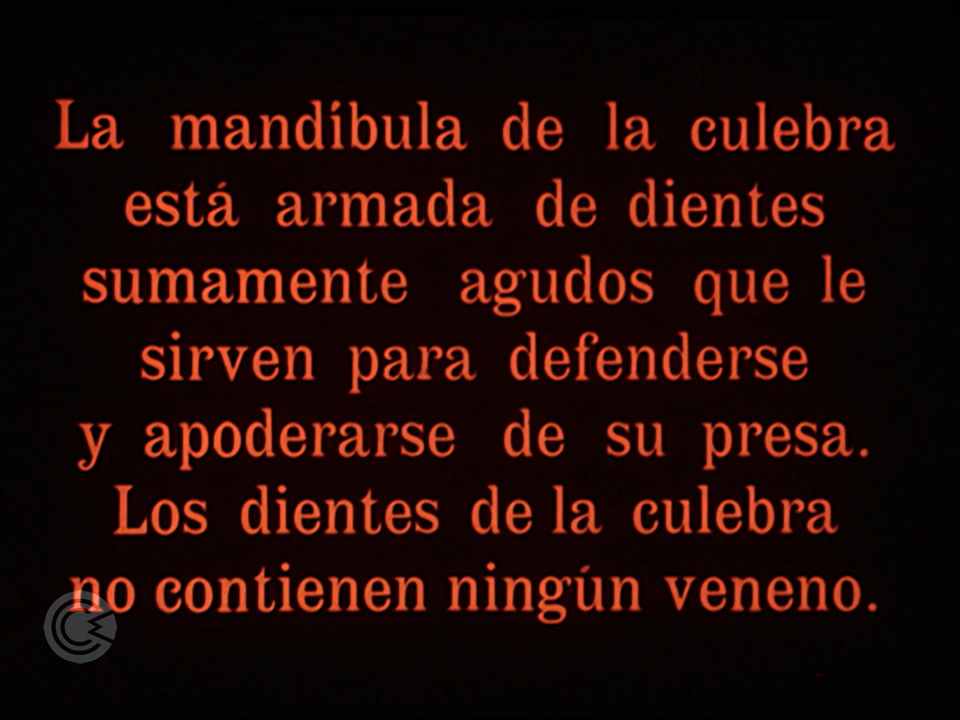 La mandíbula de la culebra
está armada de dientes
sumamente agudos que le
sirven para defenderse
y apoderarse de su presa.
Los dientes de la culebra
no contienen ningún veneno.